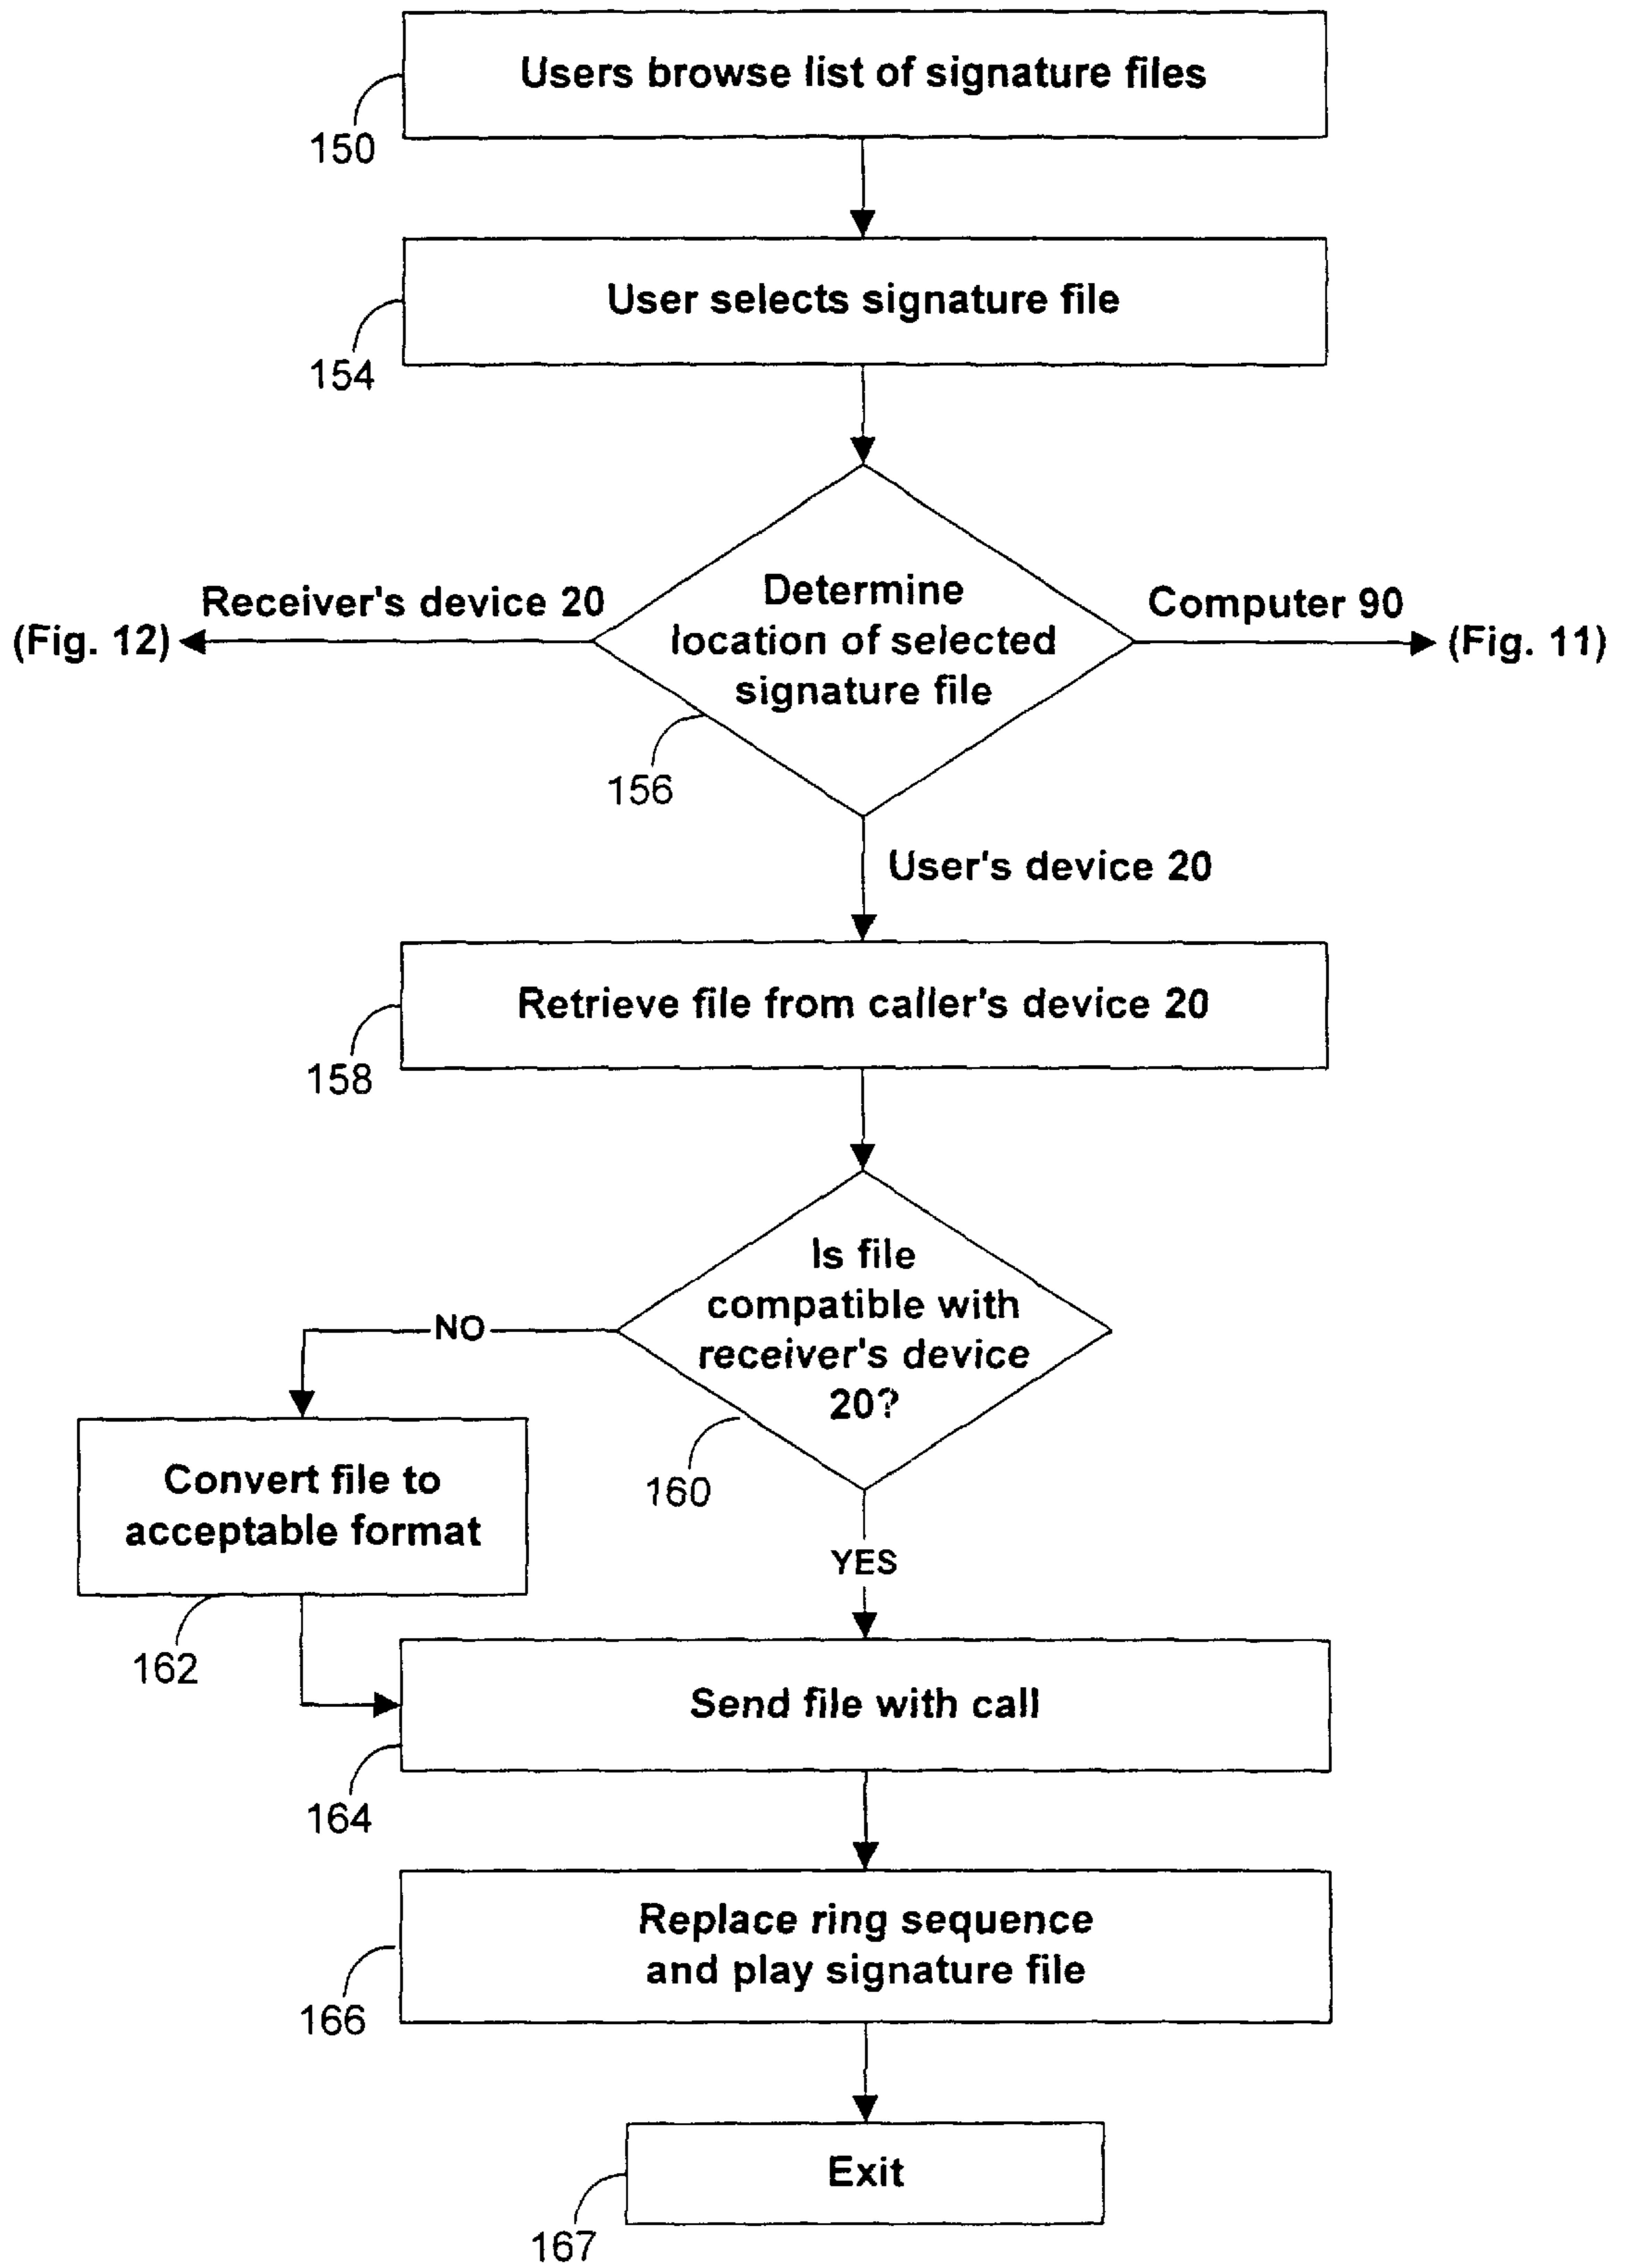 Users browse list of signature files
150
User selects signature file
154
Receiver's device 20
(Fig. 12)
Determine
location of selected
signature file
Computer 90
(Fig. 11)
156
User's device 20
Retrieve file from caller's device 20
158
Is file
compatible with
receiver's device
20?
NO
160
Convert file to
acceptable format
YES
162
Send file with call
164
Replace ring sequence
and play signature file
166
Exit
167